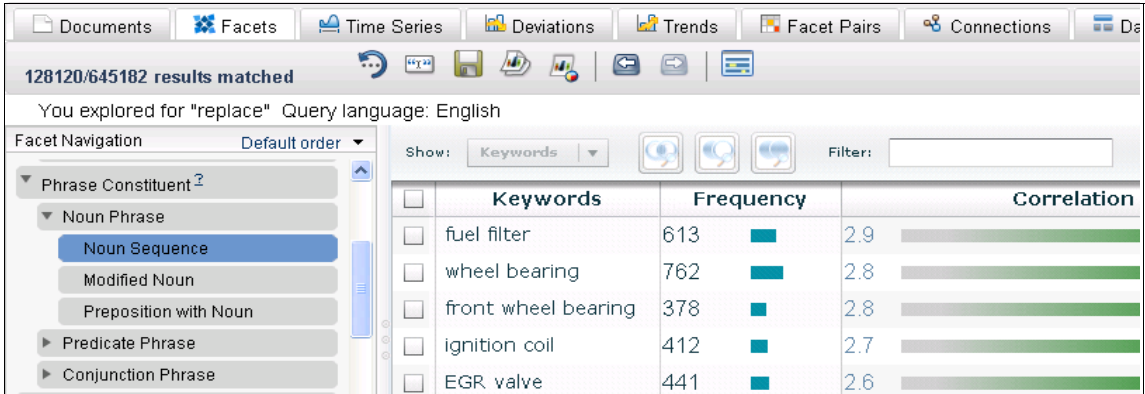 Documents Facets Time Series Deviations Trends Facet Pairs Connections Da
128120/645182 results matched
You explored for "replace" Query language: English
Facet Navigation Default order
Show: Keywords Filter:
Phrase Constituent ?
Noun Phrase
Noun Sequence
Modified Noun
Preposition with Noun
Predicate Phrase
Conjunction Phrase
Keywords Frequency Correlation
fuel filter 613 2.9
wheel bearing 762 2.8
front wheel bearing 378 2.8
ignition coil 412 2.7
EGR valve 441 2.6